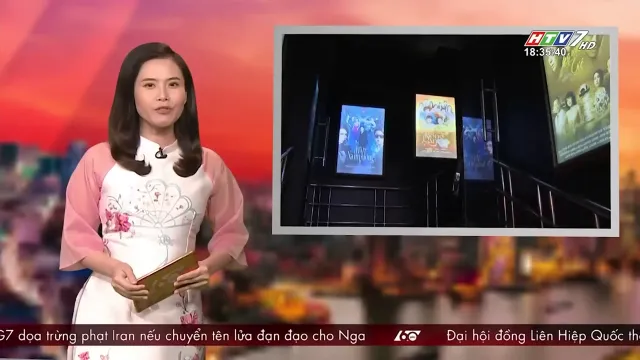 HTV7 HD
18:35:40
G7 dọa trừng phạt Iran nếu chuyển tên lửa đạn đạo cho Nga 60 Đại hội đồng Liên Hiệp Quốc th